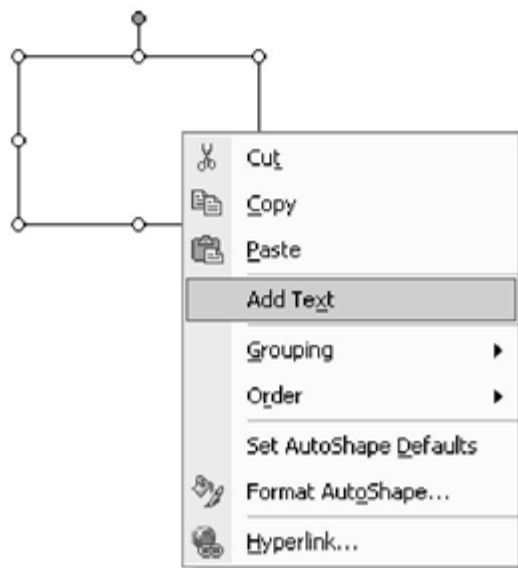 Cut
Copy
Paste
Add Text
Grouping
Order
Set AutoShape Defaults
Format AutoShape...
Hyperlink...